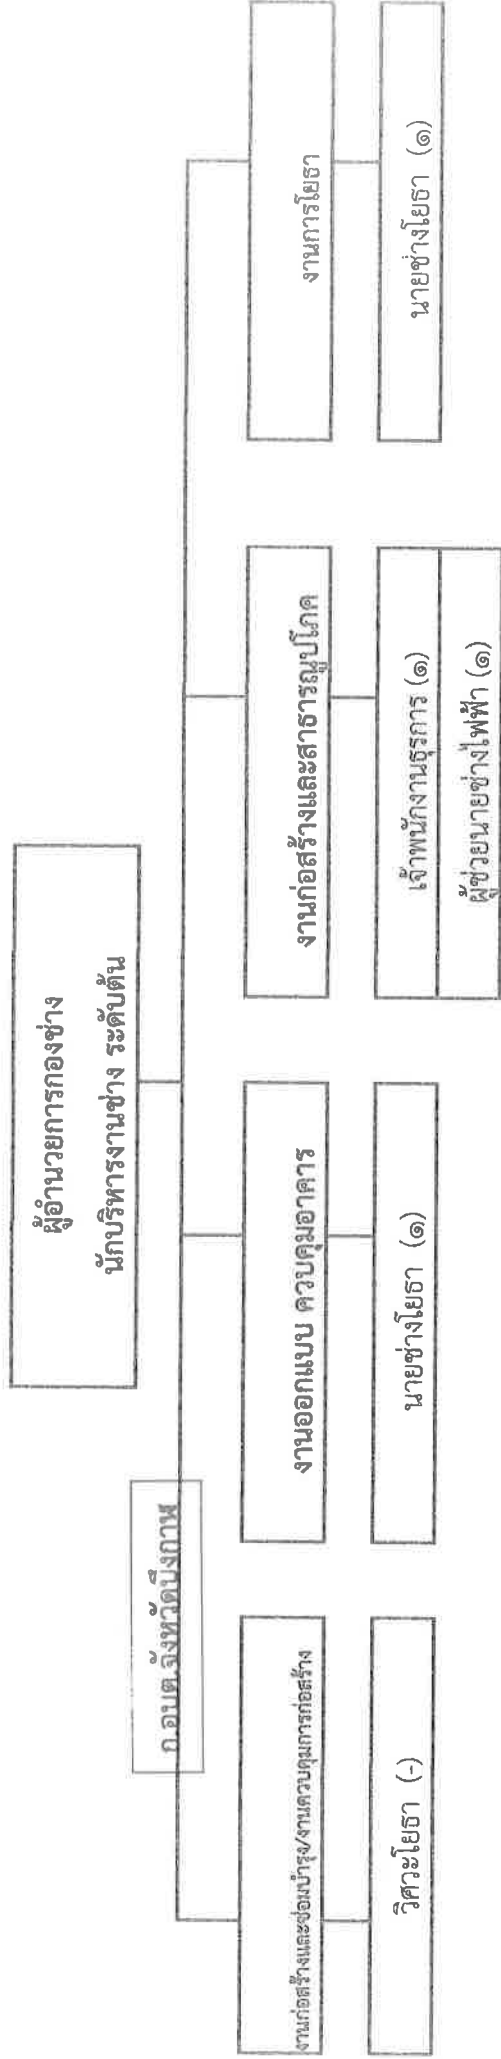 ผู้อำนวยการกองช่าง
นักบริหารงานช่าง ระดับต้น
ก.อบต.จังหวัดบึงกาฬ
งานก่อสร้างและซ่อมบำรุง/งานควบคุมการก่อสร้าง
วิศวะโยธา (-)
งานออกแบบ ควบคุมอาคาร
นายช่างโยธา (๑)
งานก่อสร้างและสาธารณูปโภค
เจ้าพนักงานธุรการ (๑)
ผู้ช่วยนายช่างไฟฟ้า (๑)
งานการโยธา
นายช่างโยธา (๑)